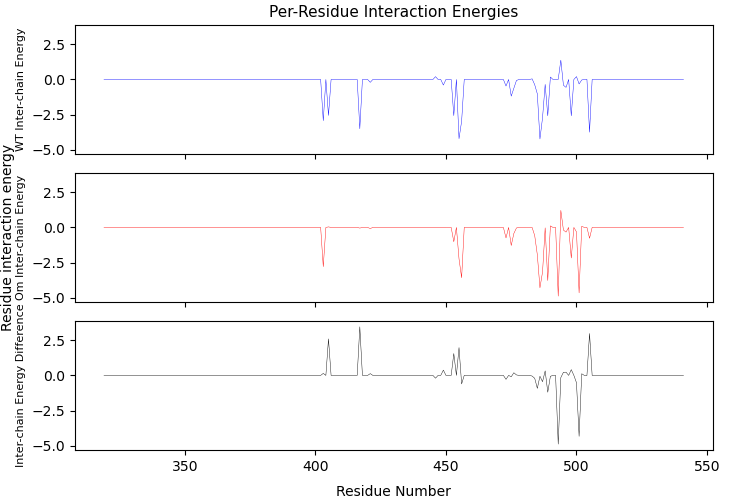 Per-Residue Interaction Energies
WT Inter-chain Energy
2.5
0.0
−2.5
−5.0
Residue interaction energy
Om Inter-chain Energy
2.5
0.0
−2.5
−5.0
Inter-chain Energy Difference
2.5
0.0
−2.5
−5.0
350
400
450
500
550
Residue Number